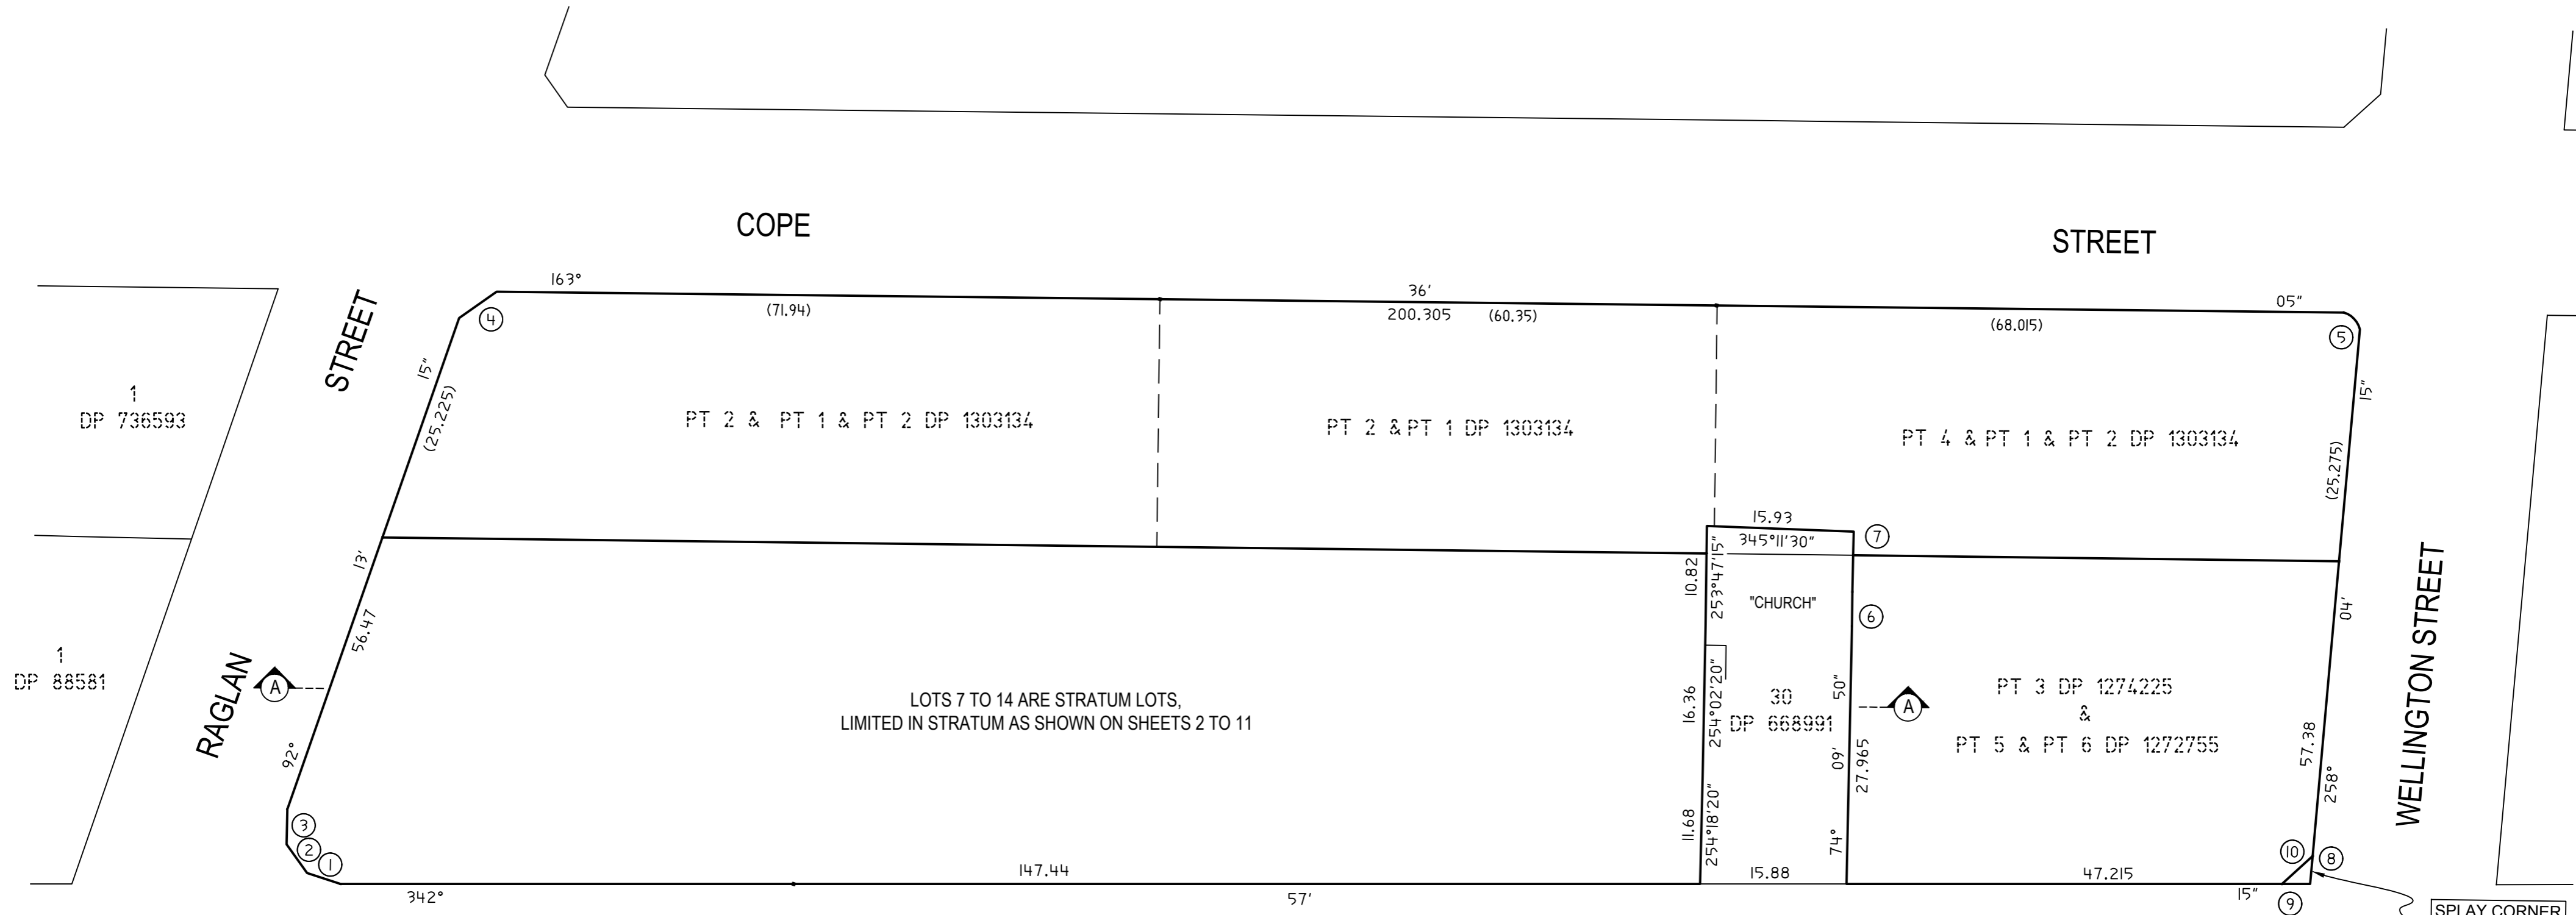 COPE
STREET
163°
36'
05"
(71.94)
200.305 (60.35)
(68.015)
4
5
STREET
15"
(25.225)
15"
(25.275)
1
DP 736593
PT 2 & PT 1 & PT 2 DP 1303134
PT 2 & PT 1 DP 1303134
PT 4 & PT 1 & PT 2 DP 1303134
15.93
345°11'30"
7
13'
10.82
253°47'15"
"CHURCH"
6
04'
56.47
WELLINGTON STREET
1
DP 88581
RAGLAN
A
LOTS 7 TO 14 ARE STRATUM LOTS,
LIMITED IN STRATUM AS SHOWN ON SHEETS 2 TO 11
16.36
254°02'20"
30
DP 668991
50"
09'
27.965
A
PT 3 DP 1274225
&
PT 5 & PT 6 DP 1272755
57.38
258°
92°
3
2
1
11.68
254°18'20"
74°
10
8
147.44
15.88
47.215
342°
57'
15"
9
SPLAY CORNER